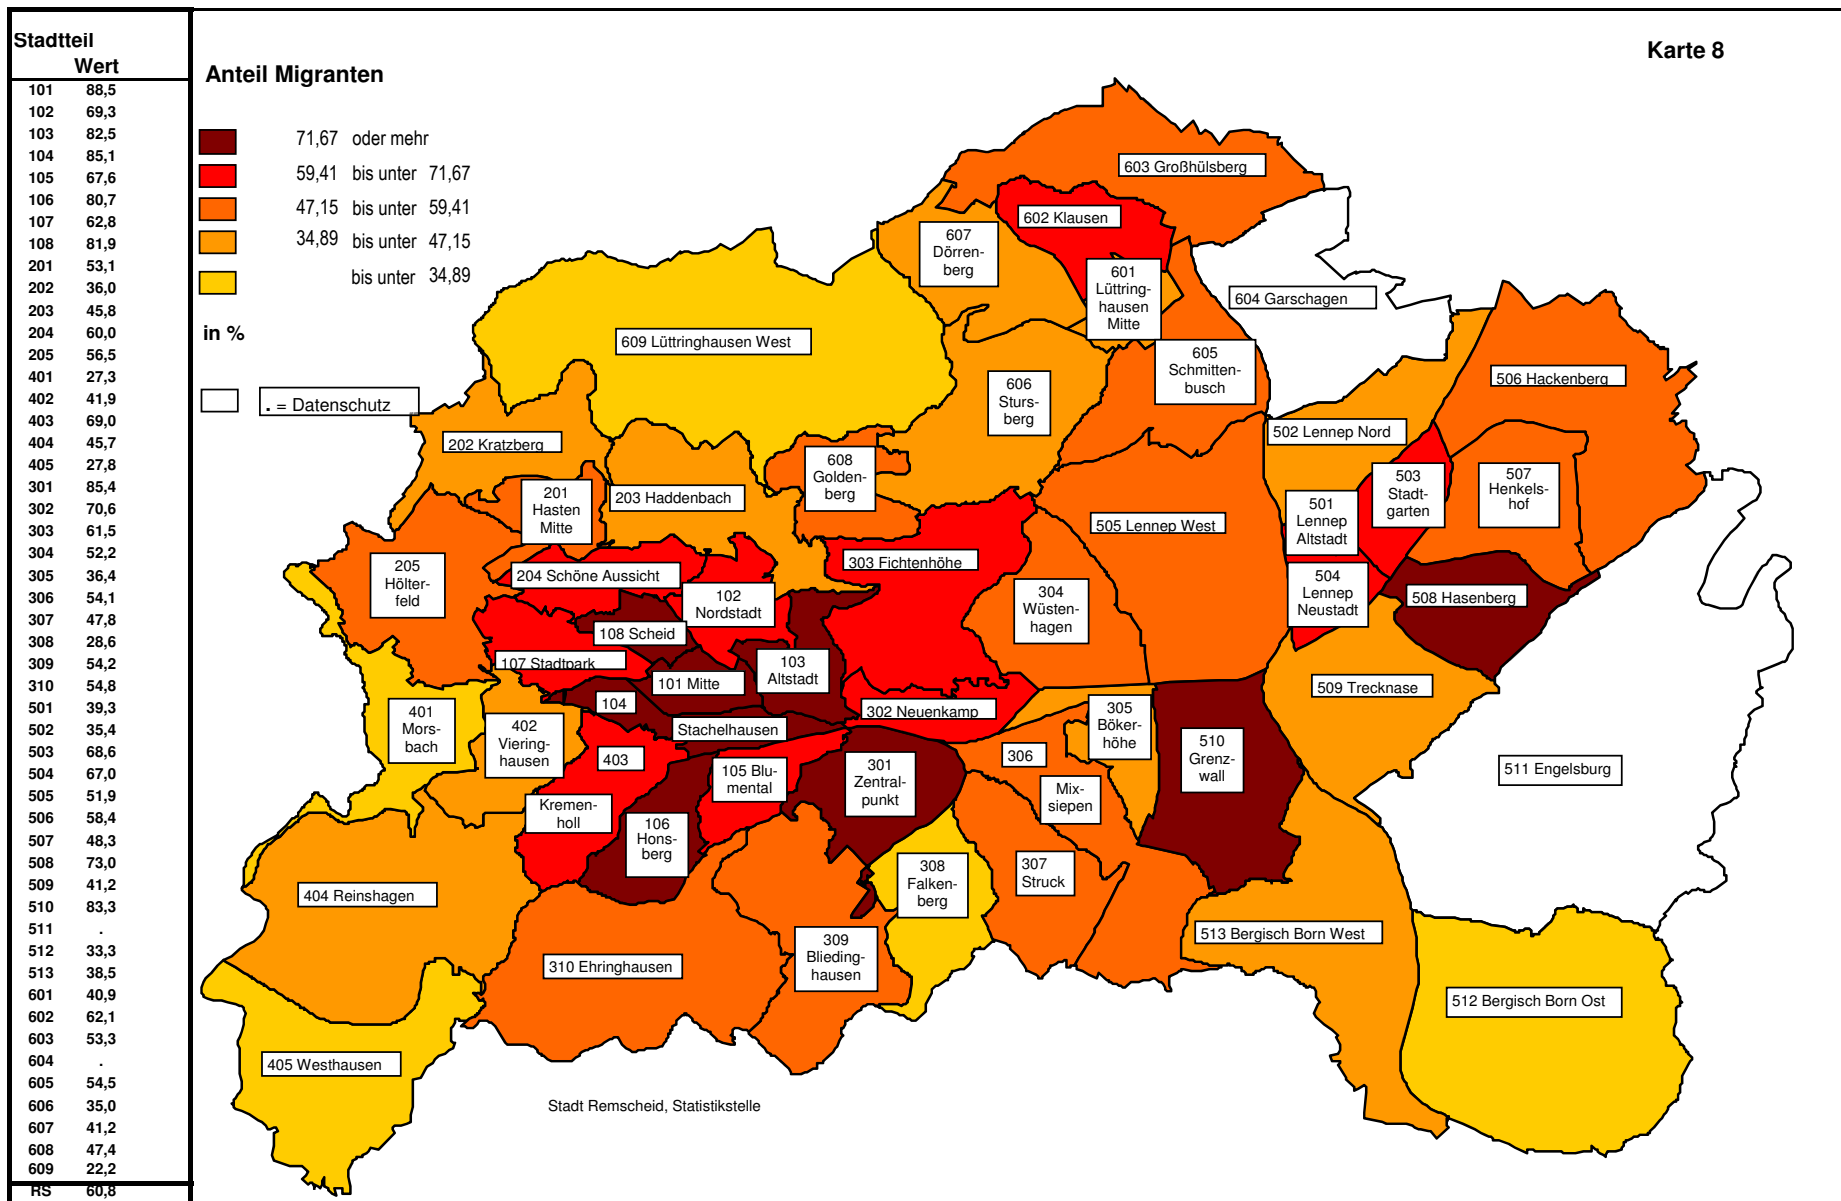 Stadtteil
Wert
101 88,5
102 69,3
103 82,5
104 85,1
105 67,6
106 80,7
107 62,8
108 81,9
201 53,1
202 36,0
203 45,8
204 60,0
205 56,5
401 27,3
402 41,9
403 69,0
404 45,7
405 27,8
301 85,4
302 70,6
303 61,5
304 52,2
305 36,4
306 54,1
307 47,8
308 28,6
309 54,2
310 54,8
501 39,3
502 35,4
503 68,6
504 67,0
505 51,9
506 58,4
507 48,3
508 73,0
509 41,2
510 83,3
511 .
512 33,3
513 38,5
601 40,9
602 62,1
603 53,3
604 .
605 54,5
606 35,0
607 41,2
608 47,4
609 22,2
RS 60,8
Karte 8
Anteil Migranten
71,67 oder mehr
59,41 bis unter 71,67
47,15 bis unter 59,41
34,89 bis unter 47,15
bis unter 34,89
in %
. = Datenschutz
603 Großhülsberg
602 Klausen
607
Dörren-
berg
601
Lüttring-
hausen
Mitte
604 Garschagen
609 Lüttringhausen West
605
Schmitten-
busch
606
Sturs-
berg
506 Hackenberg
502 Lennep Nord
202 Kratzberg
608
Golden-
berg
203 Haddenbach
201
Hasten
Mitte
503
Stadt-
garten
507
Henkels-
hof
501
Lennep
Altstadt
505 Lennep West
205
Hölter-
feld
204 Schöne Aussicht
303 Fichtenhöhe
102
Nordstadt
304
Wüsten-
hagen
504
Lennep
Neustadt
508 Hasenberg
108 Scheid
107 Stadtpark
103
Altstadt
101 Mitte
509 Trecknase
104
Stachelhausen
302 Neuenkamp
401
Mors-
bach
402
Viering-
hausen
305
Böker-
höhe
403
Kremen-
holl
105 Blu-
mental
301
Zentral-
punkt
306
Mix-
siepen
510
Grenz-
wall
511 Engelsburg
106
Hons-
berg
308
Falken-
berg
307
Struck
404 Reinshagen
513 Bergisch Born West
309
Blieding-
hausen
310 Ehringhausen
512 Bergisch Born Ost
405 Westhausen
Stadt Remscheid, Statistikstelle